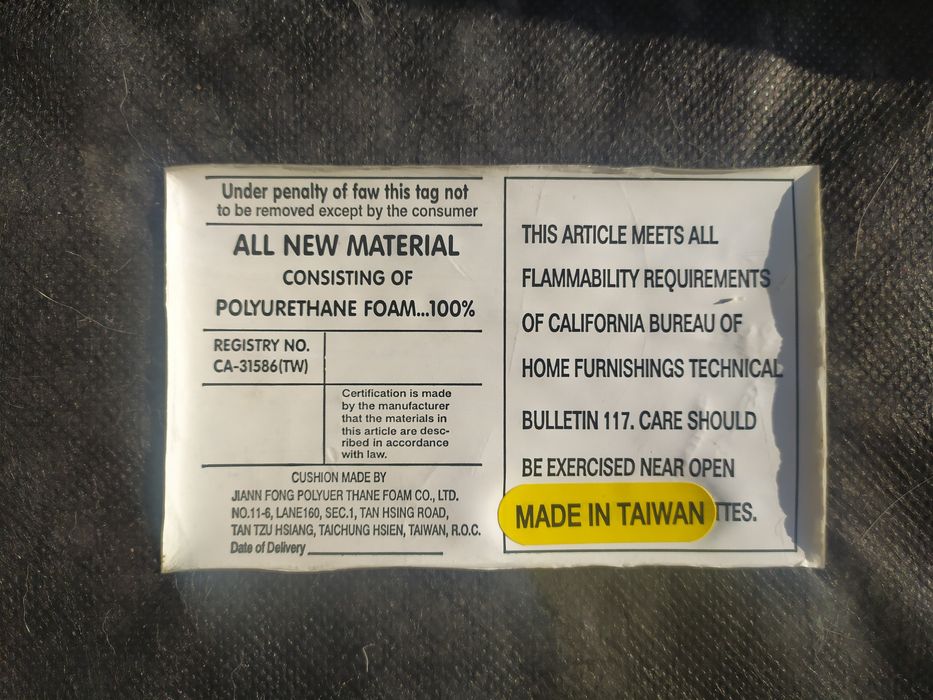 Under penalty of faw this tag not
to be removed except by the consumer
ALL NEW MATERIAL
CONSISTING OF
POLYURETHANE FOAM...100%
REGISTRY NO.
CA-31586(TW)
Certification is made
by the manufacturer
that the materials in
this article are desc-
ribed in accordance
with law.
CUSHION MADE BY
JIANN FONG POLYUER THANE FOAM CO., LTD.
NO.11-6, LANE160, SEC.1, TAN HSING ROAD,
TAN TZU HSIANG, TAICHUNG HSIEN, TAIWAN, R.O.C.
Date of Delivery
THIS ARTICLE MEETS ALL
FLAMMABILITY REQUIREMENTS
OF CALIFORNIA BUREAU OF
HOME FURNISHINGS TECHNICAL
BULLETIN 117. CARE SHOULD
BE EXERCISED NEAR OPEN
MADE IN TAIWAN TTES.